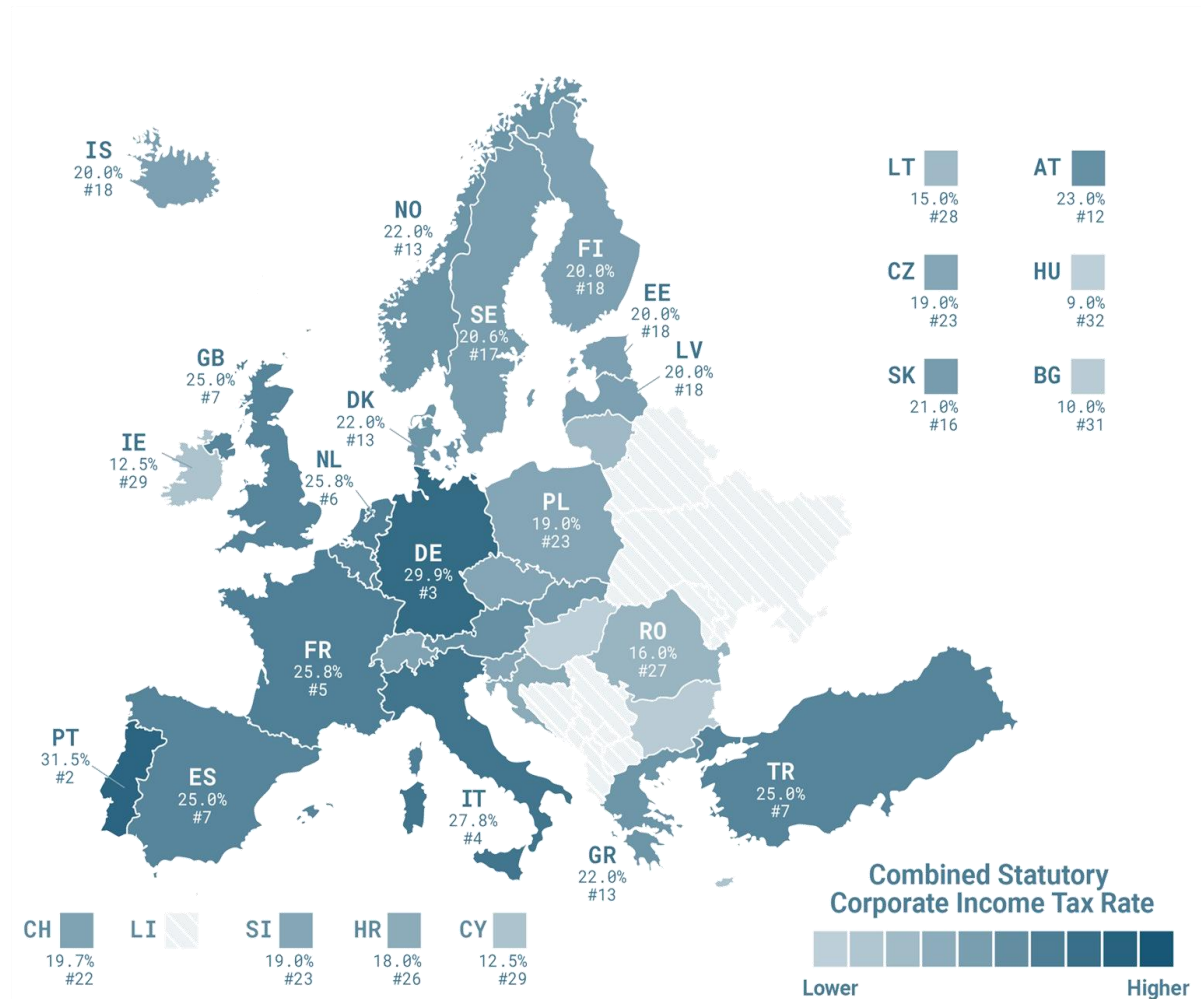 IS
20.0%
#18
NO
22.0%
#13
FI
20.0%
#18
SE
20.6%
#17
EE
20.0%
#18
LV
20.0%
#18
GB
25.0%
#7
DK
22.0%
#13
IE
12.5%
#29
NL
25.8%
#6
PL
19.0%
#23
DE
29.9%
#3
FR
25.8%
#5
RO
16.0%
#27
PT
31.5%
#2
ES
25.0%
#7
IT
27.8%
#4
TR
25.0%
#7
GR
22.0%
#13
LT
15.0%
#28
AT
23.0%
#12
CZ
19.0%
#23
HU
9.0%
#32
SK
21.0%
#16
BG
10.0%
#31
CH
19.7%
#22
LI
SI
19.0%
#23
HR
18.0%
#26
CY
12.5%
#29
Combined Statutory
Corporate Income Tax Rate
Lower
Higher